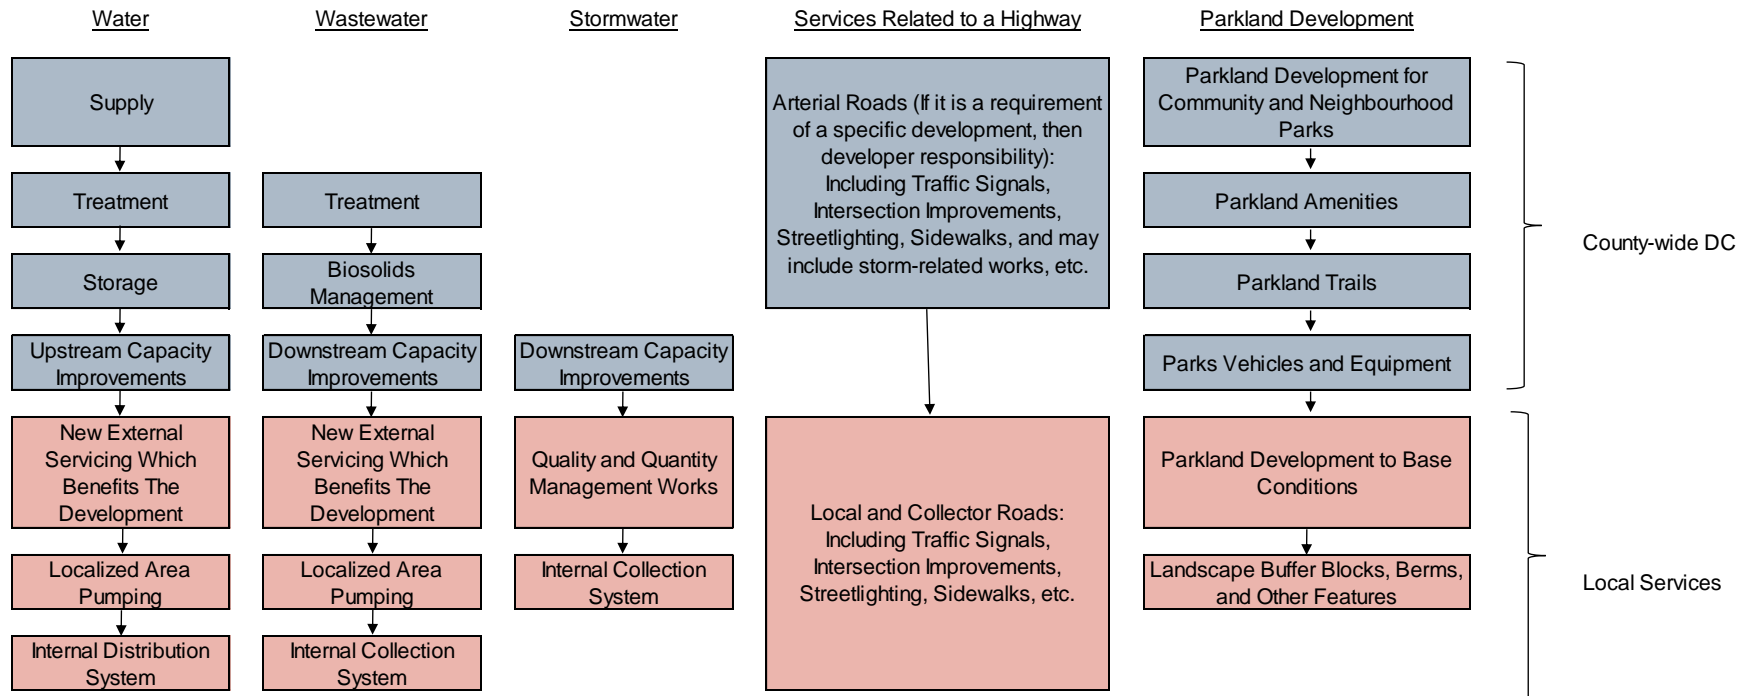 Water
Wastewater
Stormwater
Services Related to a Highway
Parkland Development
Supply
Treatment
Storage
Upstream Capacity
Improvements
New External
Servicing Which
Benefits The
Development
Localized Area
Pumping
Internal Distribution
System
Treatment
Biosolids
Management
Downstream Capacity
Improvements
New External
Servicing Which
Benefits The
Development
Localized Area
Pumping
Internal Collection
System
Downstream Capacity
Improvements
Quality and Quantity
Management Works
Internal Collection
System
Arterial Roads (If it is a requirement
of a specific development, then
developer responsibility):
Including Traffic Signals,
Intersection Improvements,
Streetlighting, Sidewalks, and may
include storm-related works, etc.
Local and Collector Roads:
Including Traffic Signals,
Intersection Improvements,
Streetlighting, Sidewalks, etc.
Parkland Development for
Community and Neighbourhood
Parks
Parkland Amenities
Parkland Trails
Parks Vehicles and Equipment
Parkland Development to Base
Conditions
Landscape Buffer Blocks, Berms,
and Other Features
County-wide DC
Local Services